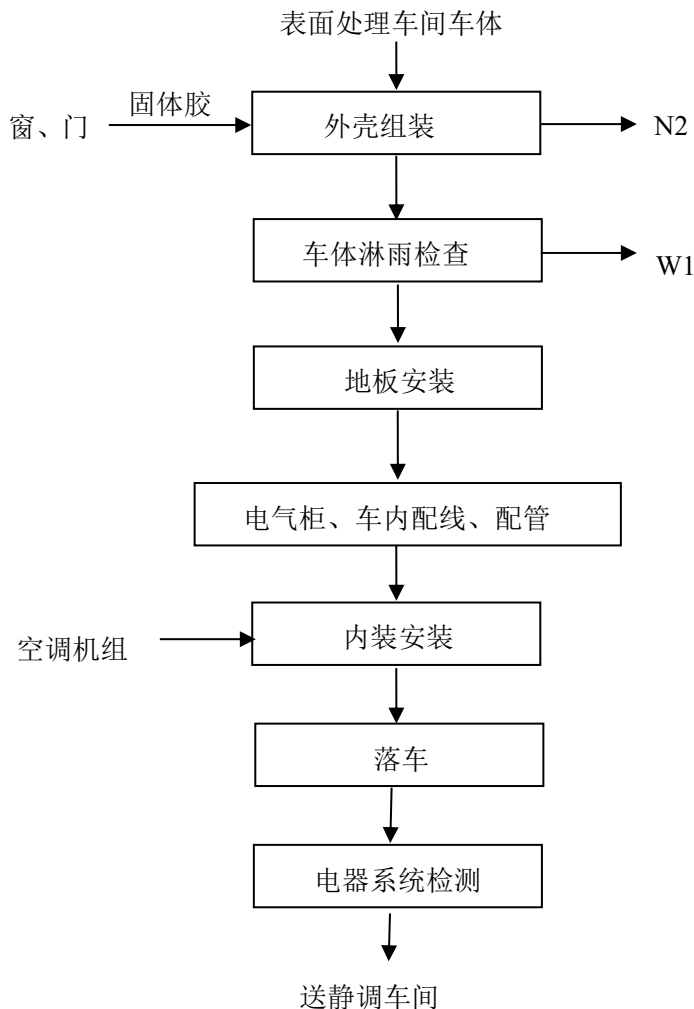 表面处理车间车体
固体胶
窗、门
外壳组装
N2
车体淋雨检查
W1
地板安装
电气柜、车内配线、配管
空调机组
内装安装
落车
电器系统检测
送静调车间